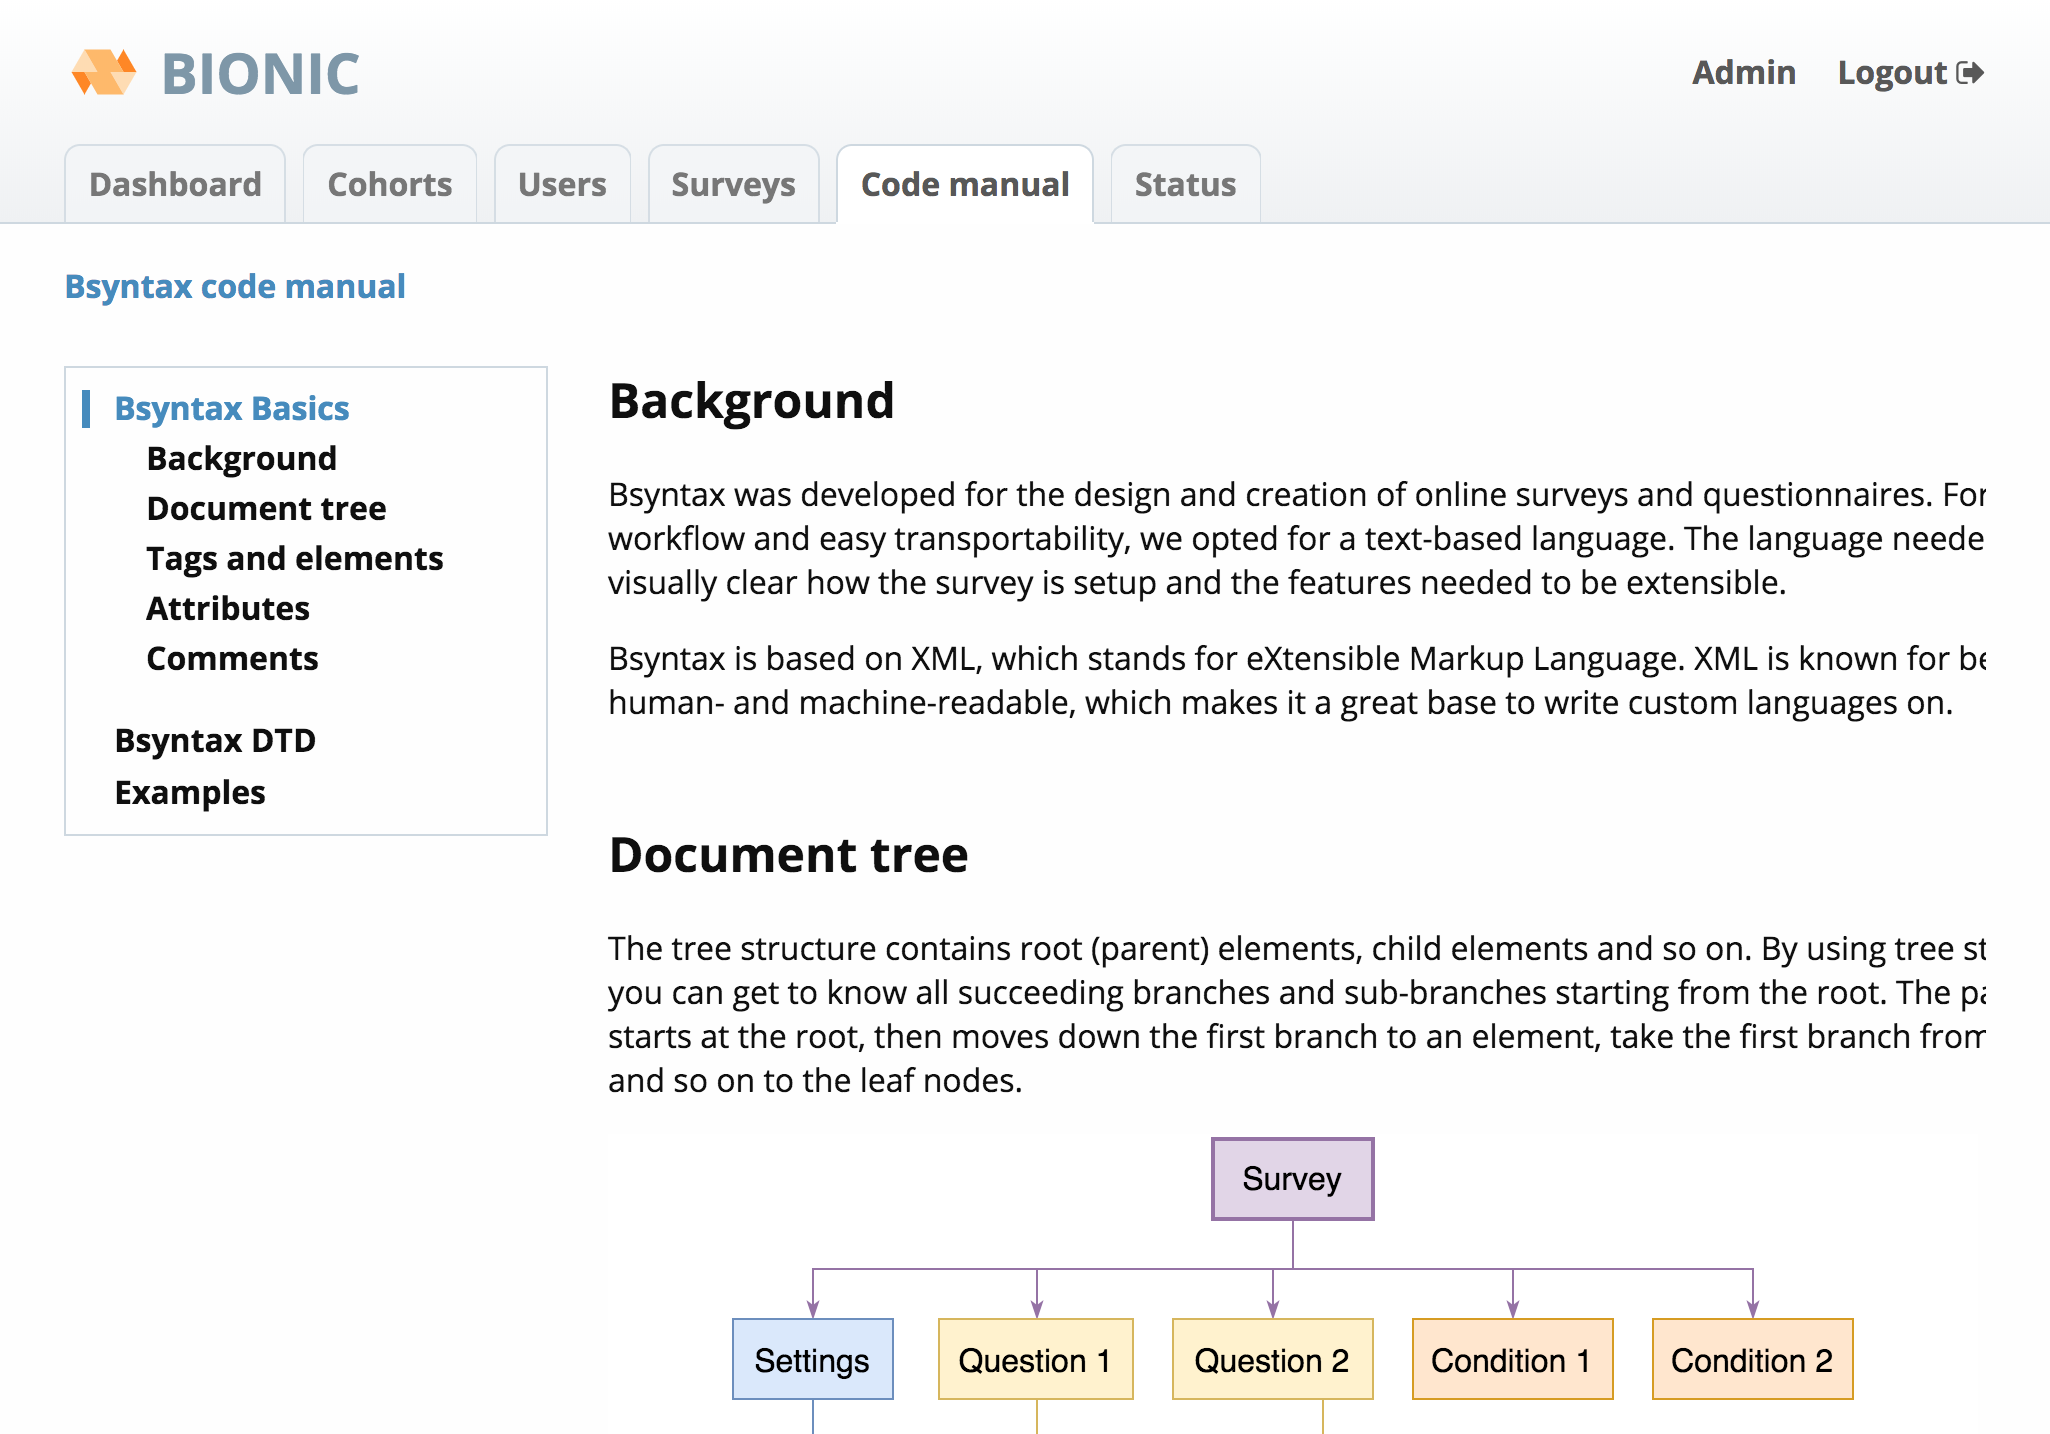 BIONIC
Admin Logout
Dashboard Cohorts Users Surveys Code manual Status
Bsyntax code manual
Bsyntax Basics
Background
Document tree
Tags and elements
Attributes
Comments
Bsyntax DTD
Examples
Background
Bsyntax was developed for the design and creation of online surveys and questionnaires. For
workflow and easy transportability, we opted for a text-based language. The language neede
visually clear how the survey is setup and the features needed to be extensible.
Bsyntax is based on XML, which stands for eXtensible Markup Language. XML is known for be
human- and machine-readable, which makes it a great base to write custom languages on.
Document tree
The tree structure contains root (parent) elements, child elements and so on. By using tree st
you can get to know all succeeding branches and sub-branches starting from the root. The pa
starts at the root, then moves down the first branch to an element, take the first branch from
and so on to the leaf nodes.
Survey
Settings Question 1 Question 2 Condition 1 Condition 2